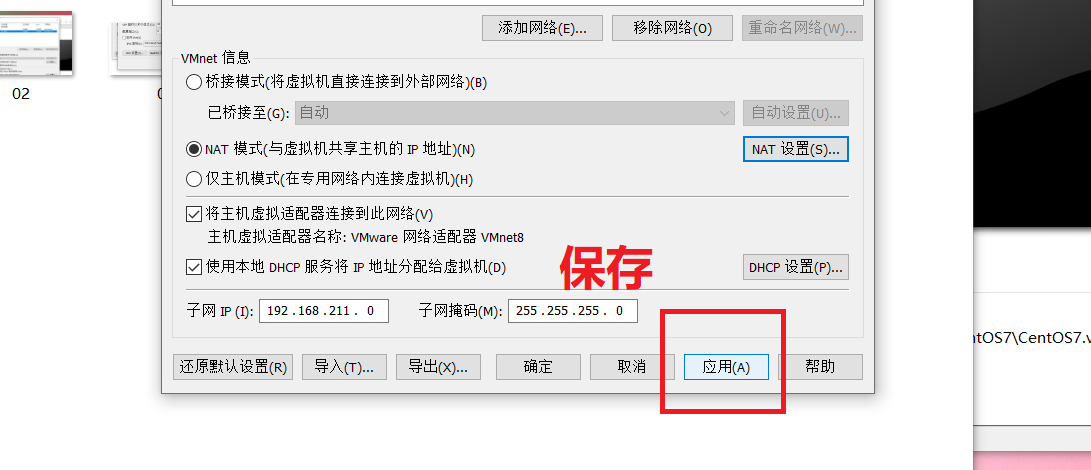 添加网络(E)...
移除网络(O)
重命名网络(W)...
VMnet 信息
桥接模式(将虚拟机直接连接到外部网络)(B)
已桥接至(G):
自动
自动设置(U)...
NAT 模式(与虚拟机共享主机的 IP 地址)(N)
NAT 设置(S)...
仅主机模式(在专用网络内连接虚拟机)(H)
将主机虚拟适配器连接到此网络(V)
主机虚拟适配器名称: VMware 网络适配器 VMnet8
使用本地 DHCP 服务将 IP 地址分配给虚拟机(D)
保存
DHCP 设置(P)...
子网 IP (I):
192.168.211. 0
子网掩码(M):
255.255.255. 0
还原默认设置(R)
导入(T)...
导出(X)...
确定
取消
应用(A)
帮助
02
ntOS7\CentOS7.v